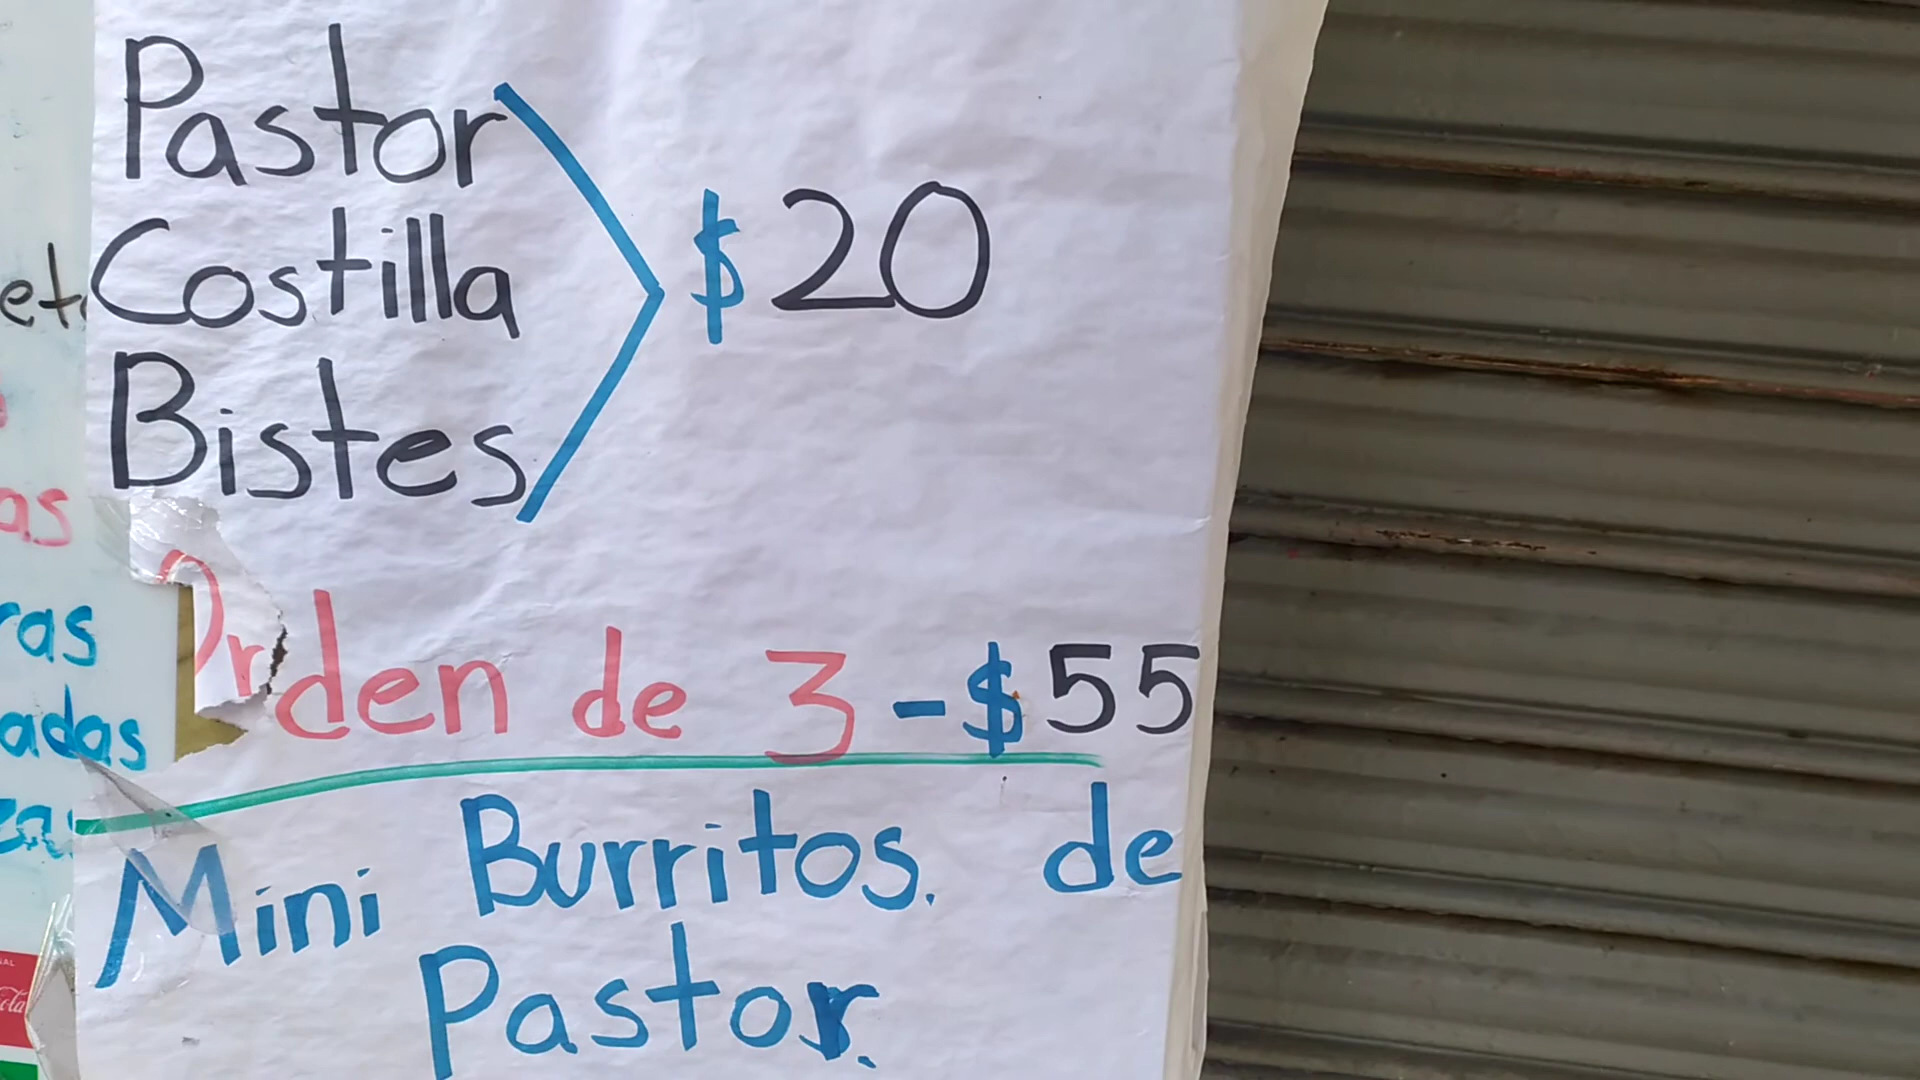 Pastor
Costilla
Bistes
$20
Orden de 3 - $55
Mini Burritos. de
Pastor.